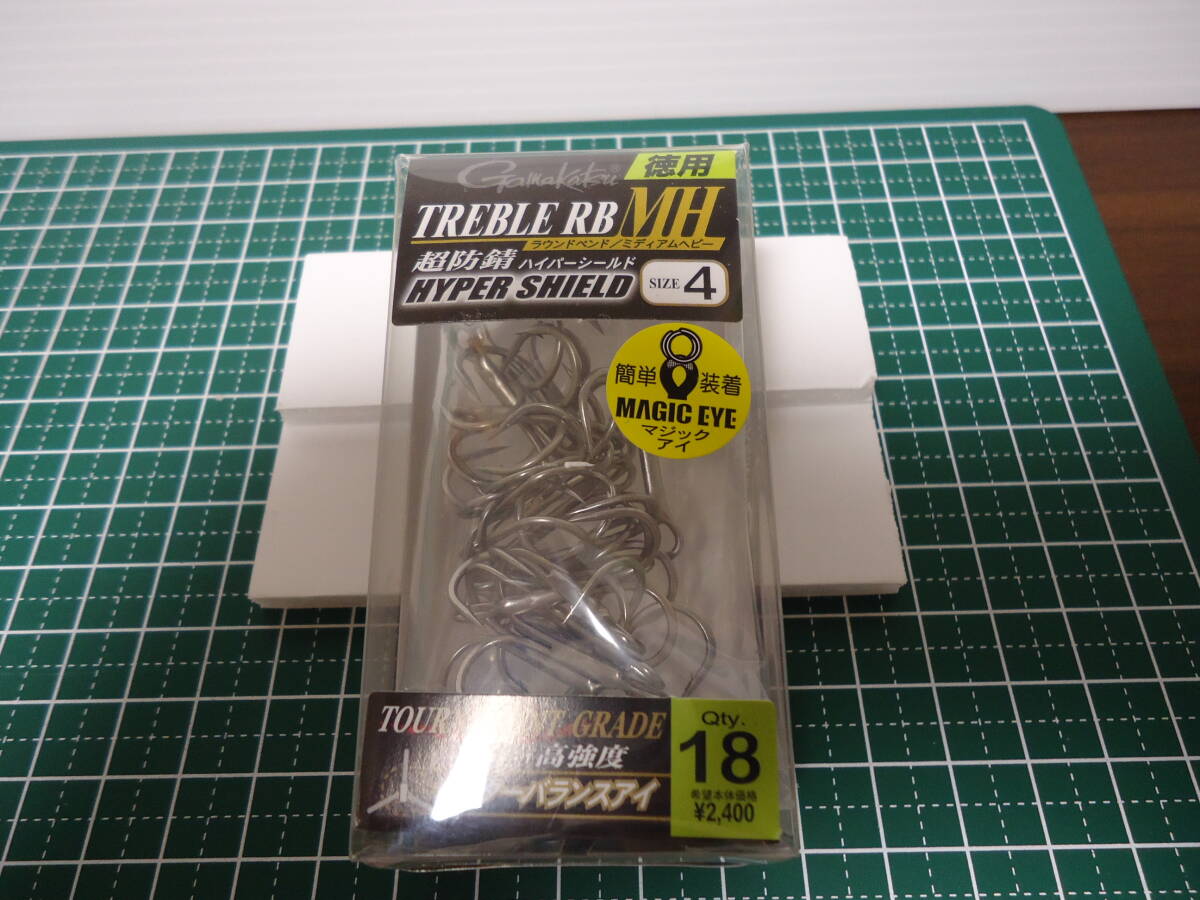 Gamakatsu®
徳用
TREBLE RB MH
ラウンドベンド/ミディアムヘビー
超防錆 ハイパーシールド
HYPER SHIELD
SIZE 4
簡単 装着
MAGIC EYE
マジック
アイ
GRADE
高強度
ーバランスアイ
Qty.
18
希望本体価格
¥2,400